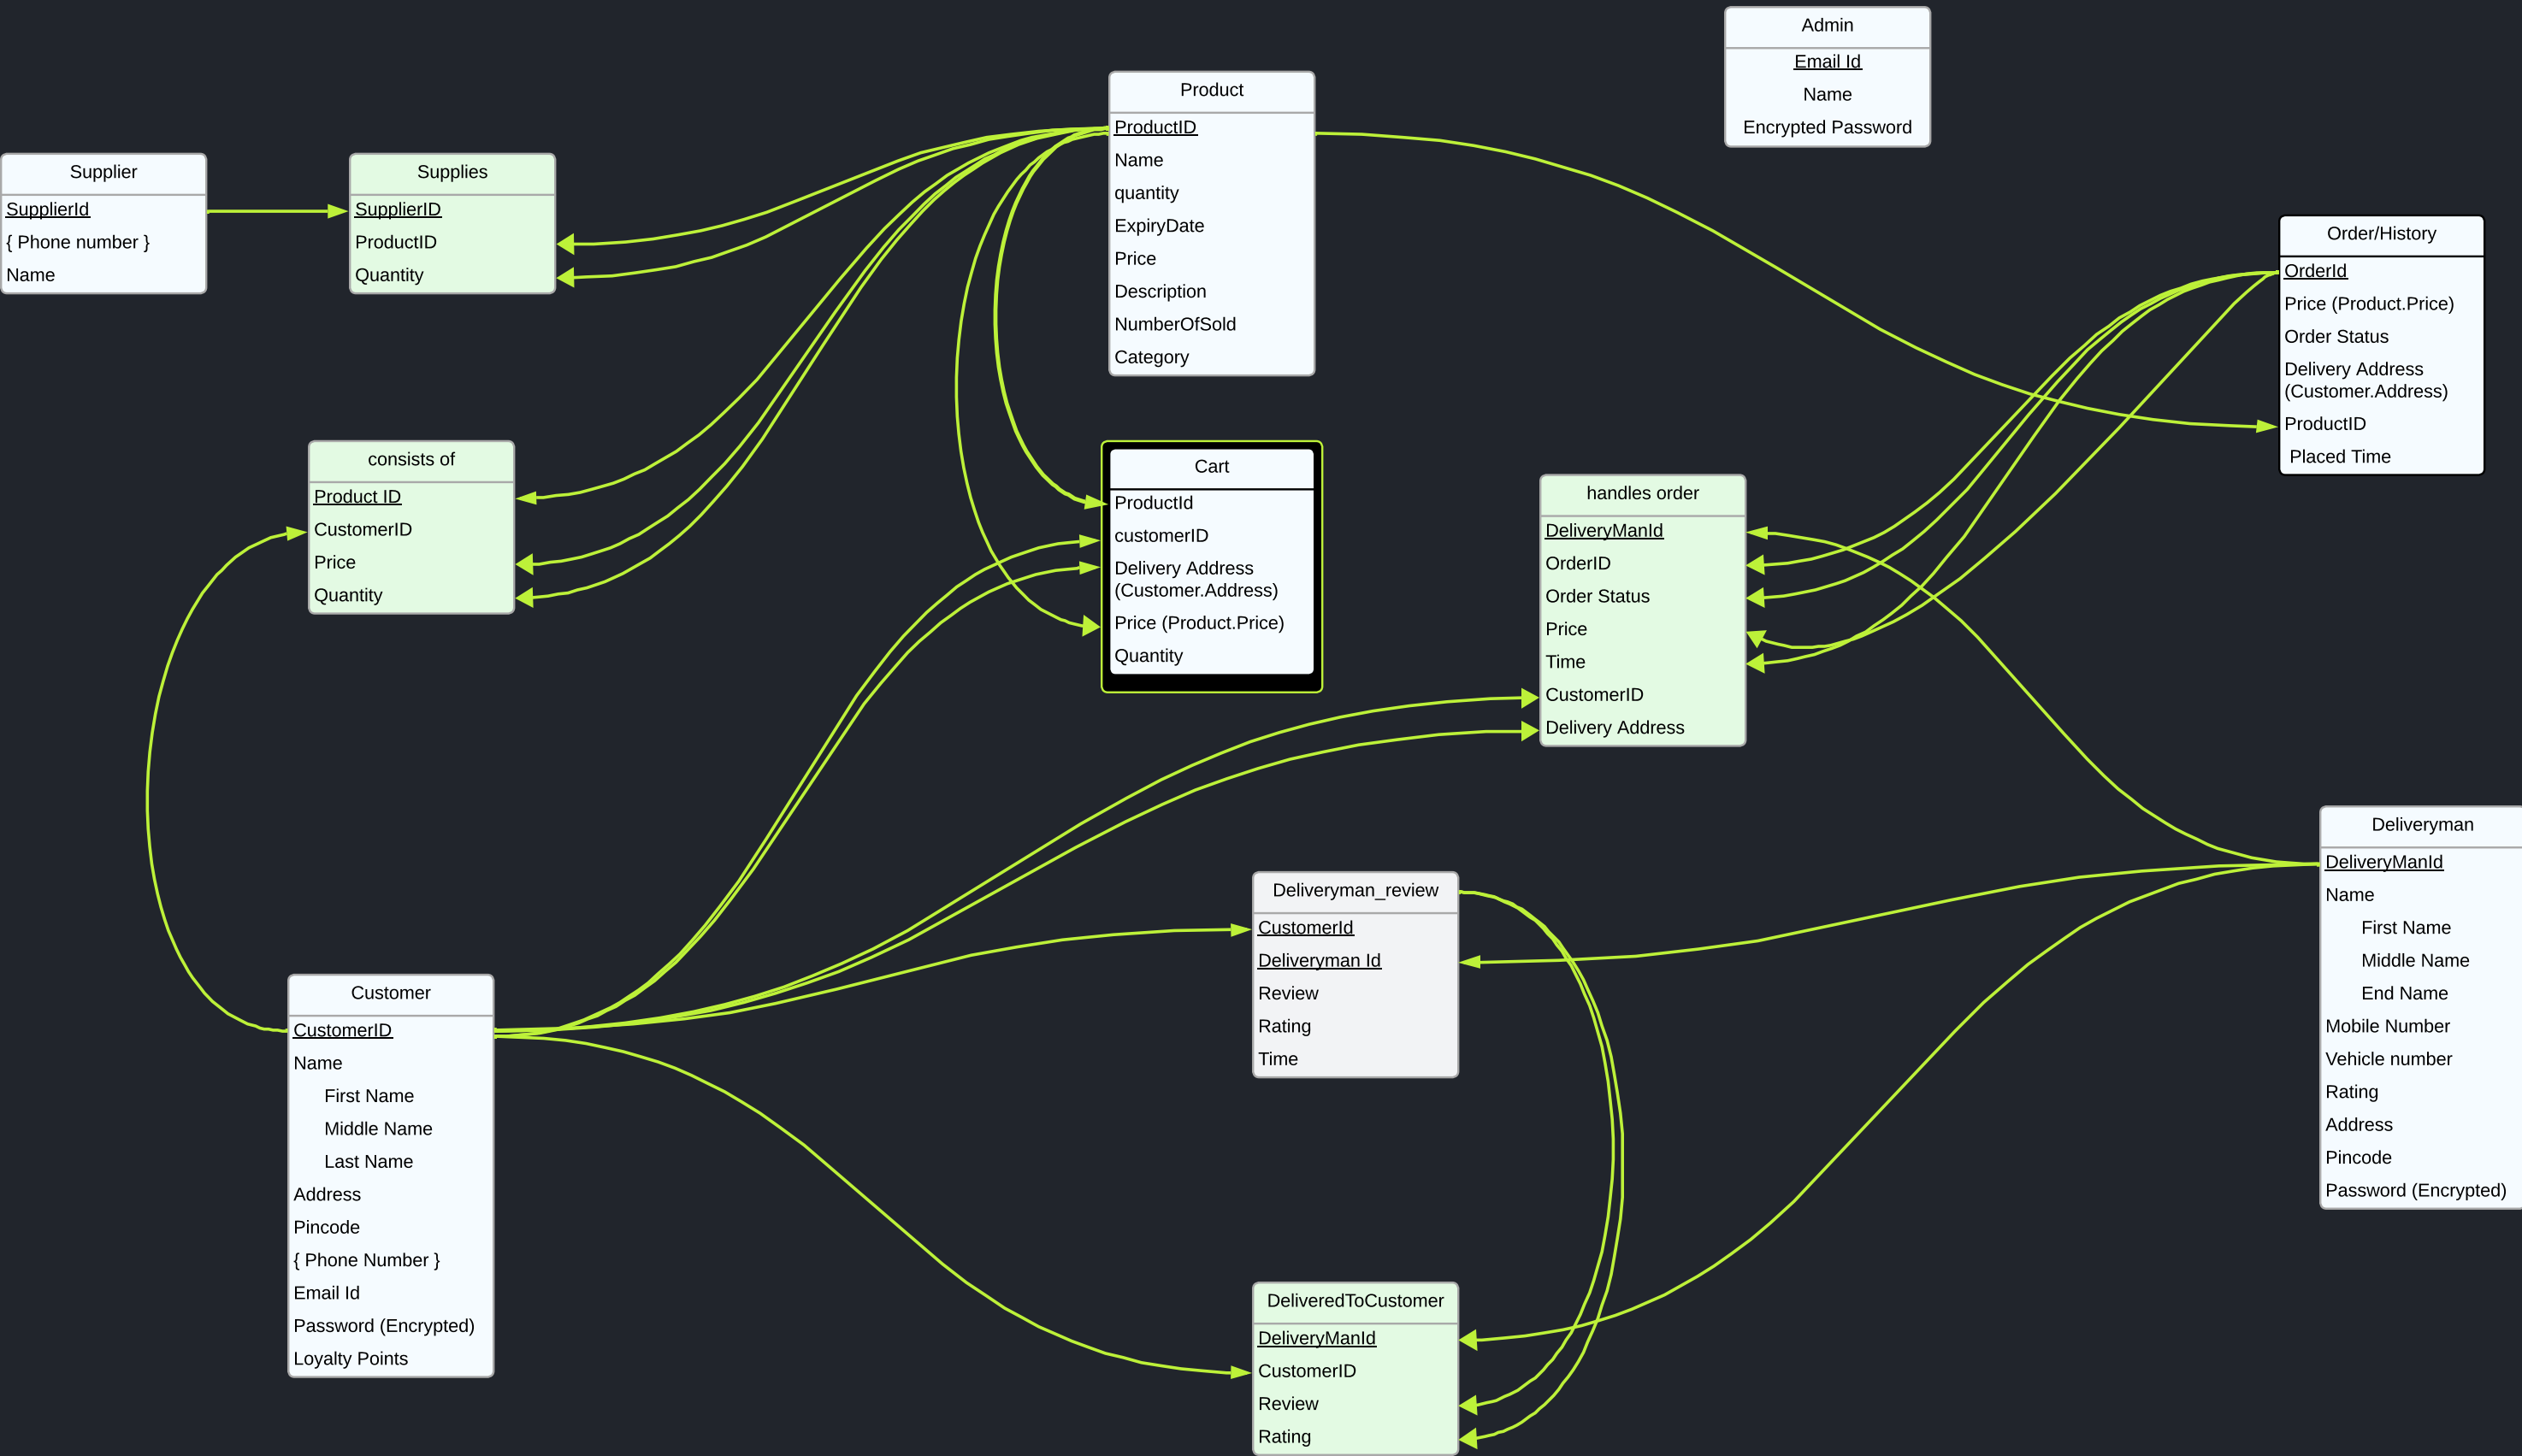 Admin
Email Id
Name
Encrypted Password
Product
ProductID
Name
quantity
ExpiryDate
Price
Description
NumberOfSold
Category
Supplier
SupplierId
{ Phone number }
Name
Supplies
SupplierID
ProductID
Quantity
Order/History
OrderId
Price (Product.Price)
Order Status
Delivery Address
(Customer.Address)
ProductID
Placed Time
consists of
Product ID
CustomerID
Price
Quantity
Cart
ProductId
customerID
Delivery Address
(Customer.Address)
Price (Product.Price)
Quantity
handles order
DeliveryManId
OrderID
Order Status
Price
Time
CustomerID
Delivery Address
Deliveryman
DeliveryManId
Name
First Name
Middle Name
End Name
Mobile Number
Vehicle number
Rating
Address
Pincode
Password (Encrypted)
Deliveryman_review
CustomerId
Deliveryman Id
Review
Rating
Time
Customer
CustomerID
Name
First Name
Middle Name
Last Name
Address
Pincode
{ Phone Number }
Email Id
Password (Encrypted)
Loyalty Points
DeliveredToCustomer
DeliveryManId
CustomerID
Review
Rating